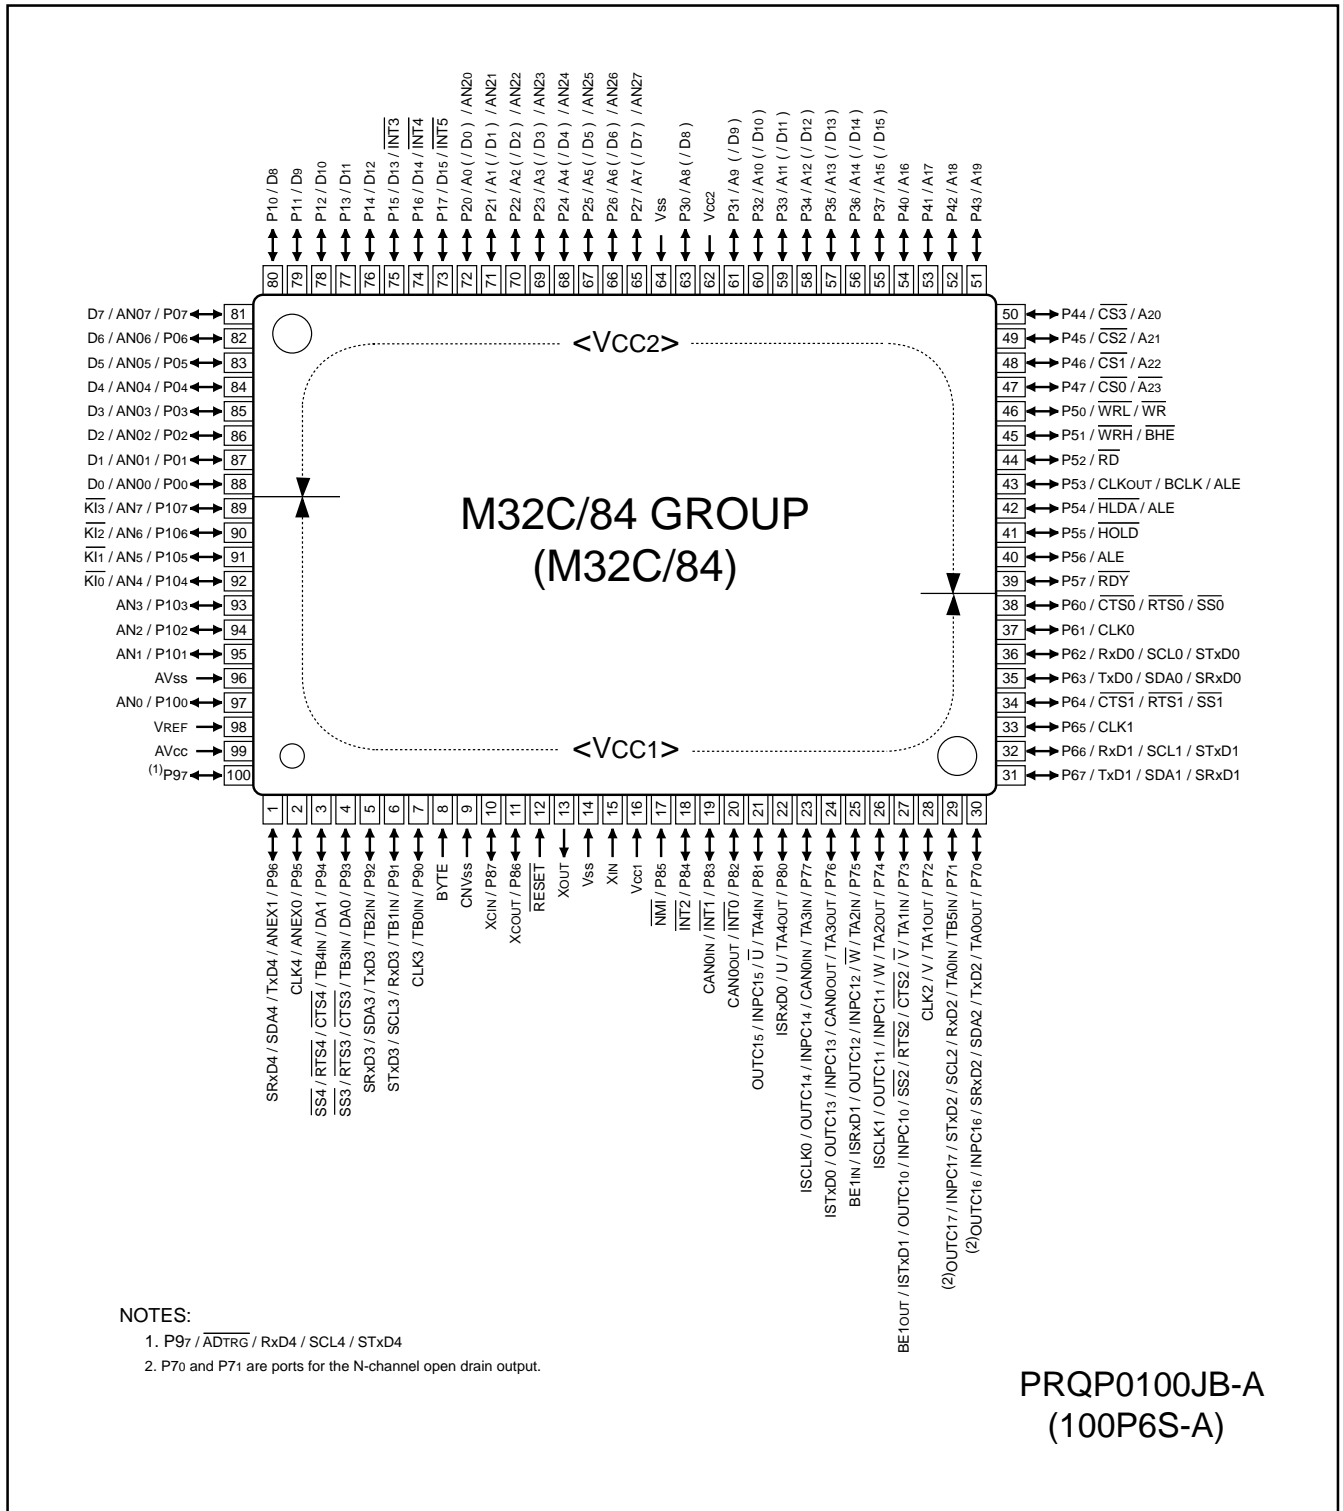 P10 / D8
P11 / D9
P12 / D10
P13 / D11
P14 / D12
P15 / D13 / INT3
P16 / D14 / INT4
P17 / D15 / INT5
P20 / A0 ( / D0 ) / AN20
P21 / A1 ( / D1 ) / AN21
P22 / A2 ( / D2 ) / AN22
P23 / A3 ( / D3 ) / AN23
P24 / A4 ( / D4 ) / AN24
P25 / A5 ( / D5 ) / AN25
P26 / A6 ( / D6 ) / AN26
P27 / A7 ( / D7 ) / AN27
Vss
P30 / A8 ( / D8 )
Vcc2
P31 / A9 ( / D9 )
P32 / A10 ( / D10 )
P33 / A11 ( / D11 )
P34 / A12 ( / D12 )
P35 / A13 ( / D13 )
P36 / A14 ( / D14 )
P37 / A15 ( / D15 )
P40 / A16
P41 / A17
P42 / A18
P43 / A19
80 79 78 77 76 75 74 73 72 71 70 69 68 67 66 65 64 63 62 61 60 59 58 57 56 55 54 53 52 51
D7 / AN07 / P07 81
D6 / AN06 / P06 82
D5 / AN05 / P05 83
D4 / AN04 / P04 84
D3 / AN03 / P03 85
D2 / AN02 / P02 86
D1 / AN01 / P01 87
D0 / AN00 / P00 88
KI3 / AN7 / P107 89
KI2 / AN6 / P106 90
KI1 / AN5 / P105 91
KI0 / AN4 / P104 92
AN3 / P103 93
AN2 / P102 94
AN1 / P101 95
AVss 96
AN0 / P100 97
VREF 98
AVcc 99
(1)P97 100
<VCC2>
M32C/84 GROUP
(M32C/84)
<VCC1>
50 P44 / CS3 / A20
49 P45 / CS2 / A21
48 P46 / CS1 / A22
47 P47 / CS0 / A23
46 P50 / WRL / WR
45 P51 / WRH / BHE
44 P52 / RD
43 P53 / CLKOUT / BCLK / ALE
42 P54 / HLDA / ALE
41 P55 / HOLD
40 P56 / ALE
39 P57 / RDY
38 P60 / CTS0 / RTS0 / SS0
37 P61 / CLK0
36 P62 / RxD0 / SCL0 / STxD0
35 P63 / TxD0 / SDA0 / SRxD0
34 P64 / CTS1 / RTS1 / SS1
33 P65 / CLK1
32 P66 / RxD1 / SCL1 / STxD1
31 P67 / TxD1 / SDA1 / SRxD1
1 2 3 4 5 6 7 8 9 10 11 12 13 14 15 16 17 18 19 20 21 22 23 24 25 26 27 28 29 30
SRxD4 / SDA4 / TxD4 / ANEX1 / P96
CLK4 / ANEX0 / P95
SS4 / RTS4 / CTS4 / TB4IN / DA1 / P94
SS3 / RTS3 / CTS3 / TB3IN / DA0 / P93
SRxD3 / SDA3 / TxD3 / TB2IN / P92
STxD3 / SCL3 / RxD3 / TB1IN / P91
CLK3 / TB0IN / P90
BYTE
CNVss
XCIN / P87
XCOUT / P86
RESET
XOUT
Vss
XIN
Vcc1
NMI / P85
INT2 / P84
CAN0IN / INT1 / P83
CAN0OUT / INT0 / P82
OUTC15 / INPC15 / U / TA4IN / P81
ISRxD0 / U / TA4OUT / P80
ISCLK0 / OUTC14 / INPC14 / CAN0IN / TA3IN / P77
ISTxD0 / OUTC13 / INPC13 / CAN0OUT / TA3OUT / P76
BE1IN / ISRxD1 / OUTC12 / INPC12 / W / TA2IN / P75
ISCLK1 / OUTC11 / INPC11 / W / TA2OUT / P74
BE1OUT / ISTxD1 / OUTC10 / INPC10 / SS2 / RTS2 / CTS2 / V / TA1IN / P73
CLK2 / V / TA1OUT / P72
(2)OUTC17 / INPC17 / STxD2 / SCL2 / RxD2 / TA0IN / TB5IN / P71
(2)OUTC16 / INPC16 / SRxD2 / SDA2 / TxD2 / TA0OUT / P70
NOTES:
1. P97 / ADTRG / RxD4 / SCL4 / STxD4
2. P70 and P71 are ports for the N-channel open drain output.
PRQP0100JB-A
(100P6S-A)